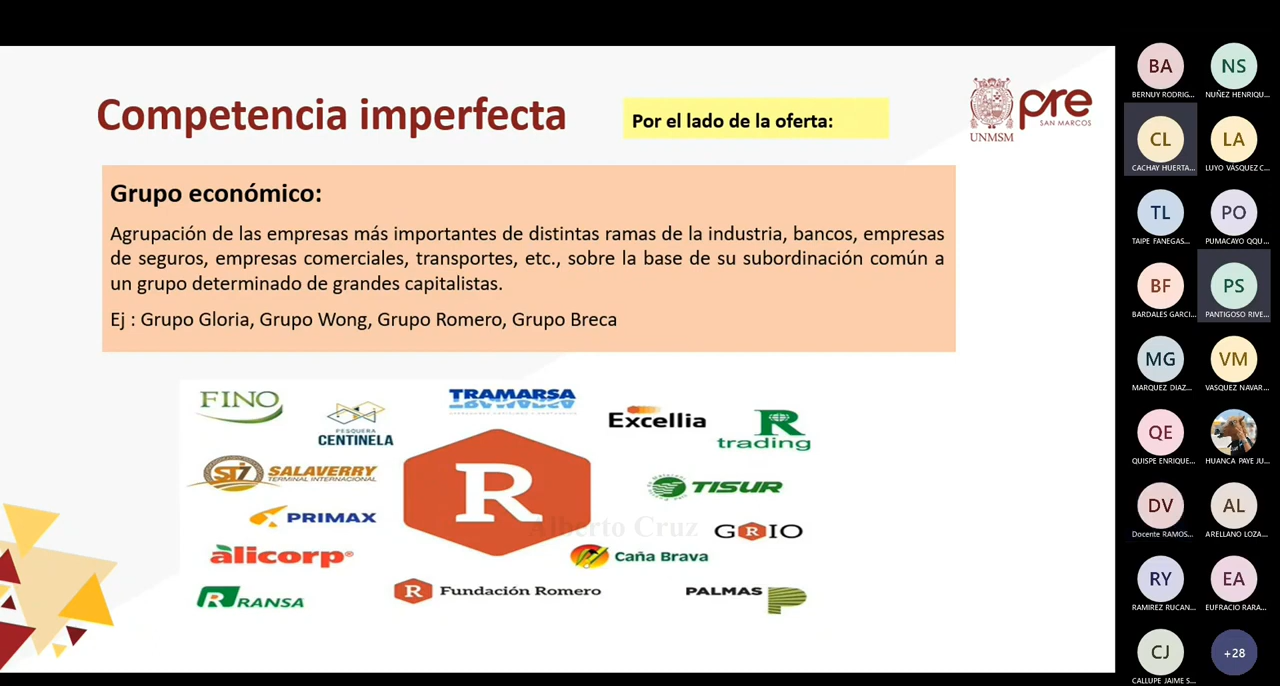 Competencia imperfecta
Por el lado de la oferta:
UNMSM
pre
SAN MARCOS
Grupo económico:
Agrupación de las empresas más importantes de distintas ramas de la industria, bancos, empresas
de seguros, empresas comerciales, transportes, etc., sobre la base de su subordinación común a
un grupo determinado de grandes capitalistas.
Ej : Grupo Gloria, Grupo Wong, Grupo Romero, Grupo Breca
FINO
PESQUERA
CENTINELA
TRAMARSA
Excellia
R
trading
STI
SALAVERRY
TERMINAL INTERNACIONAL
R
TISUR
PRIMAX
Alberto Cruz
GRIO
alicorp
Caña Brava
RANSA
R Fundación Romero
PALMAS
BA
BERNUY RODRIG...
NS
NUÑEZ HENRIQU...
CL
CACHAY HUERTA...
LA
LUYO VASQUEZ C...
TL
TAIPE FANEGAS...
PO
PUMACAYO QQU...
BF
BARDALES GARCI...
PS
PANTIGOSO RIVE...
MG
MARQUEZ DIAZ...
VM
VASQUEZ NAVAR...
QE
QUISPE ENRIQUE...
HUANCA PAYE JU...
DV
Docente RAMOS...
AL
ARELLANO LOZA...
RY
RAMIREZ RUCAN...
EA
EUFRACIO RARA...
CJ
CALLUPE JAIME S...
+28